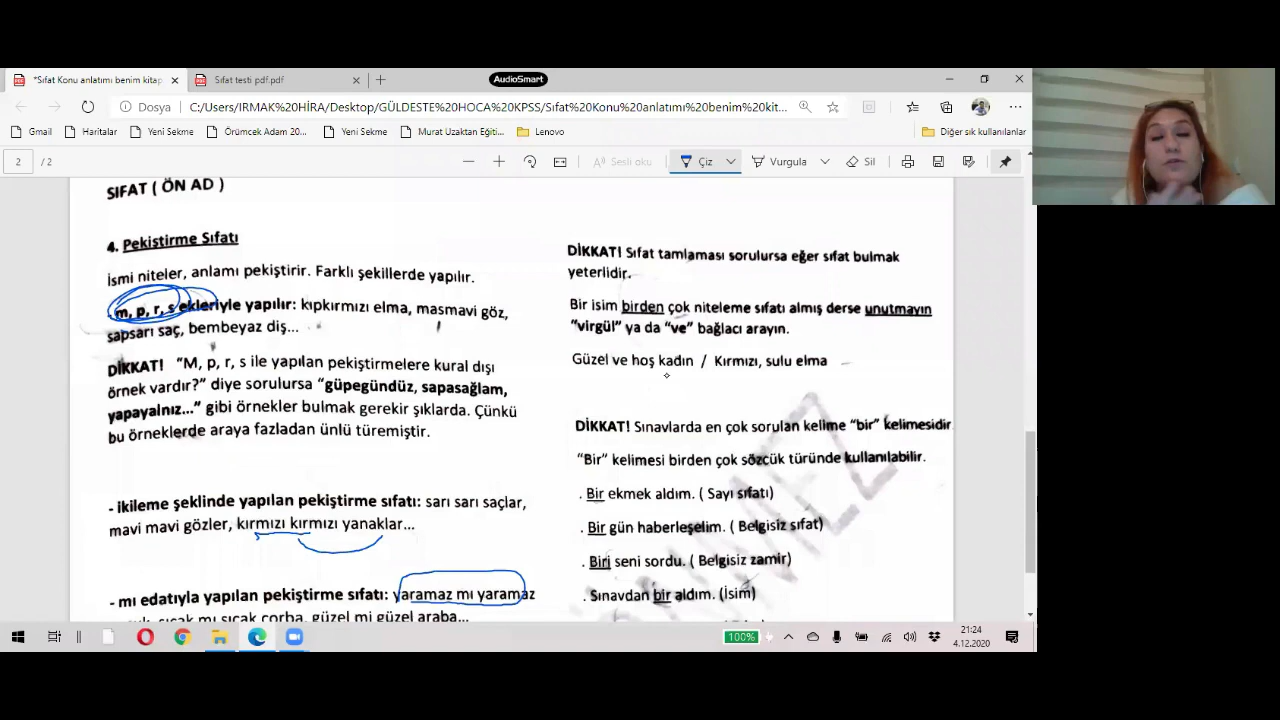 AudioSmart
*Sıfat Konu anlatımı benim kitap
Sıfat testi pdf.pdf
Dosya
C:/Users/IRMAK%20HİRA/Desktop/GÜLDESTE%20HOCA%20KPSS/Sıfat%20Konu%20anlatımı%20benim%20kit...
Gmail
Haritalar
Yeni Sekme
Örümcek Adam 20...
Yeni Sekme
Murat Uzaktan Eğiti...
Lenovo
Diğer sık kullanılanlar
2 / 2
Sesli oku
Çiz
Vurgula
Sil
SIFAT ( ÖN AD )
4. Pekiştirme Sıfatı
İsmi niteler, anlamı pekiştirir. Farklı şekillerde yapılır.
m, p, r, s ekleriyle yapılır: kıpkırmızı elma, masmavi göz,
sapsarı saç, bembeyaz diş...
DİKKAT! "M, p, r, s ile yapılan pekiştirmelere kural dışı
örnek vardır?" diye sorulursa "güpegündüz, sapasağlam,
yapayalnız..." gibi örnekler bulmak gerekir şıklarda. Çünkü
bu örneklerde araya fazladan ünlü türemiştir.
- ikileme şeklinde yapılan pekiştirme sıfatı: sarı sarı saçlar,
mavi mavi gözler, kırmızı kırmızı yanaklar...
- mı edatıyla yapılan pekiştirme sıfatı: yaramaz mı yaramaz
sıcak mı sıcak çorba, güzel mi güzel araba...
DİKKAT! Sıfat tamlaması sorulursa eğer sıfat bulmak
yeterlidir.
Bir isim birden çok niteleme sıfatı almış derse unutmayın
"virgül" ya da "ve" bağlacı arayın.
Güzel ve hoş kadın / Kırmızı, sulu elma
DİKKAT! Sınavlarda en çok sorulan kelime "bir" kelimesidir.
"Bir" kelimesi birden çok sözcük türünde kullanılabilir.
. Bir ekmek aldım. ( Sayı sıfatı)
. Bir gün haberleşelim. ( Belgisiz sıfat)
. Biri seni sordu. ( Belgisiz zamir)
. Sınavdan bir aldım. (İsim)
100%
21:24
4.12.2020